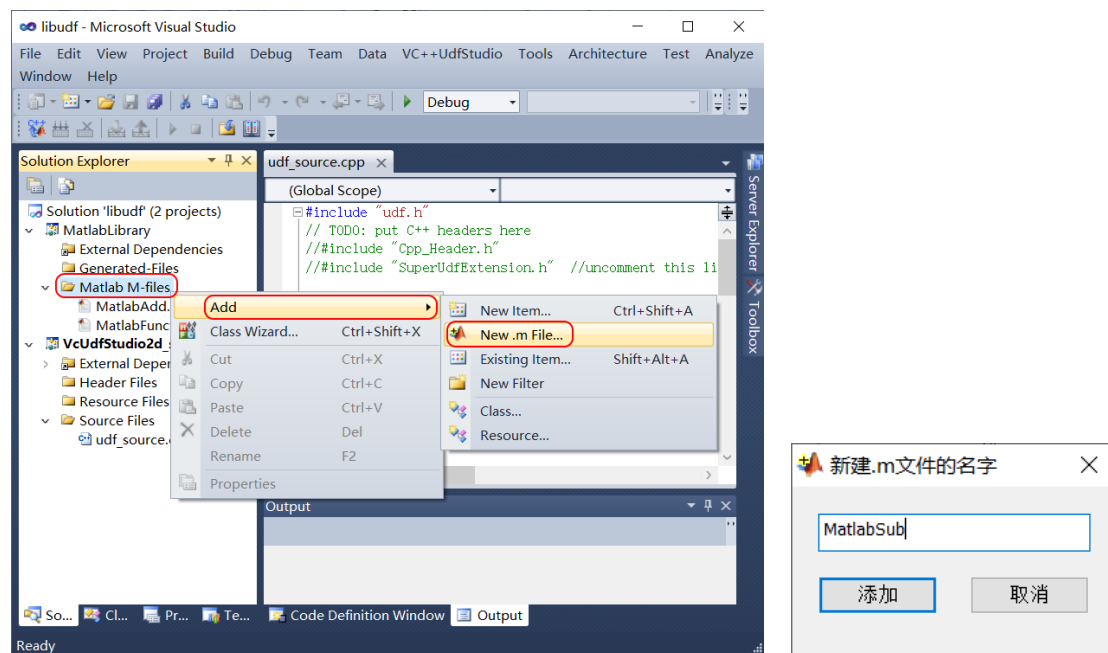 libudf - Microsoft Visual Studio
File Edit View Project Build Debug Team Data VC++UdfStudio Tools Architecture Test Analyze
Window Help
Debug
Solution Explorer
udf_source.cpp
(Global Scope)
Solution 'libudf' (2 projects)
MatlabLibrary
External Dependencies
Generated-Files
Matlab M-files
MatlabAdd.
MatlabFunc
VcUdfStudio2d_
External Deper
Header Files
Resource Files
Source Files
udf_source.
#include "udf.h"
// TODO: put C++ headers here
//#include "Cpp_Header.h"
//#include "SuperUdfExtension.h" //uncomment this li
Add
Class Wizard... Ctrl+Shift+X
Cut Ctrl+X
Copy Ctrl+C
Paste Ctrl+V
Delete Del
Rename F2
Properties
New Item... Ctrl+Shift+A
New .m File...
Existing Item... Shift+Alt+A
New Filter
Class...
Resource...
Server Explorer
Toolbox
Output
So... Cl... Pr... Te...
Code Definition Window Output
Ready
新建.m文件的名字
MatlabSub
添加 取消